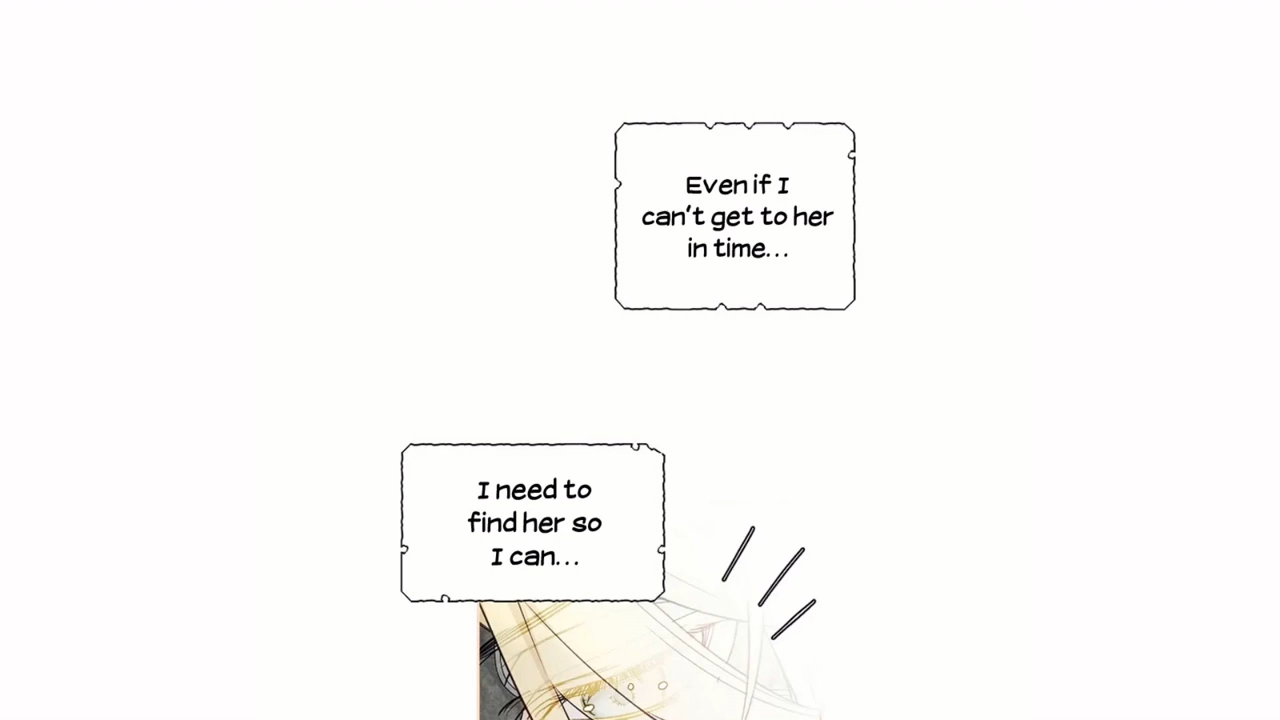 Even if I
can't get to her
in time...
I need to
find her so
I can...